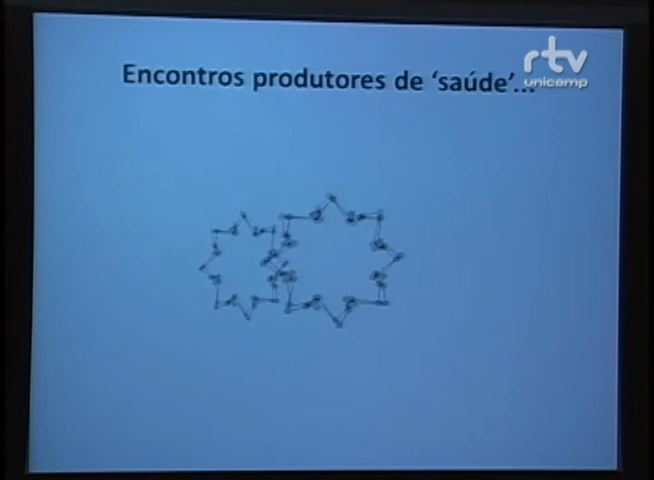 Encontros produtores de ‘saúde’...
rtv
unicamp